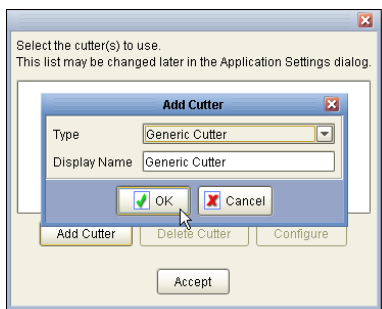 Select the cutter(s) to use.
This list may be changed later in the Application Settings dialog.
Add Cutter
Type
Generic Cutter
Display Name
Generic Cutter
OK
Cancel
Add Cutter
Delete Cutter
Configure
Accept